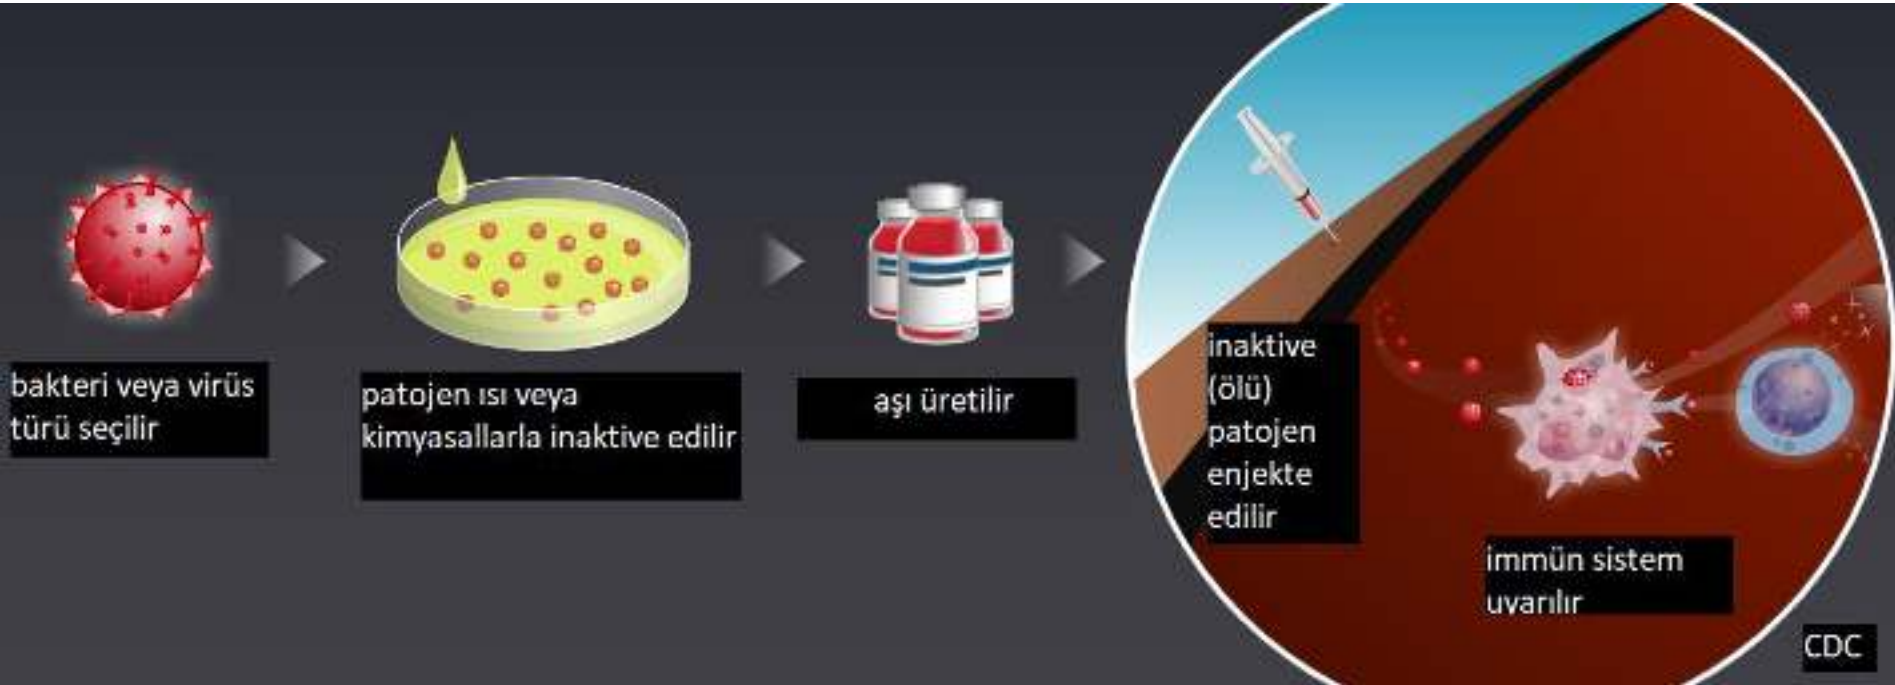 bakteri veya virüs
türü seçilir
patojen ısı veya
kimyasallarla inaktive edilir
aşı üretilir
inaktive
(ölü)
patojen
enjekte
edilir
immün sistem
uyarılır
CDC